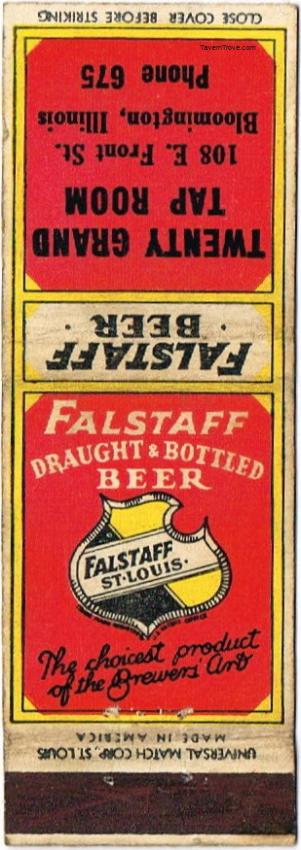 CLOSE COVER BEFORE STRIKING
TavernTrove.com
TWENTY GRAND
TAP ROOM
108 E. Front St.
Bloomington, Illinois
Phone 675
FALSTAFF
· BEER ·
FALSTAFF
DRAUGHT & BOTTLED
BEER
FALSTAFF
ST. LOUIS.
The choicest product
of the Brewers' Art
UNIVERSAL MATCH CORP., ST. LOUIS
MADE IN AMERICA